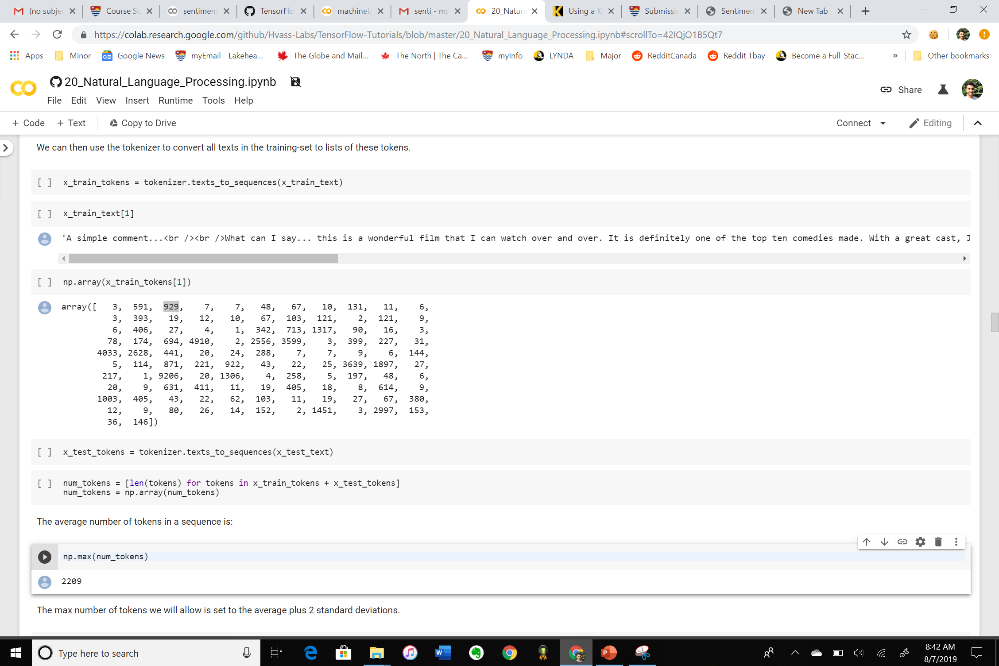 (no subje
Course Sc
sentiment
TensorFlo
machinetr
senti - ms
20_Natura
Using a K
Submissio
Sentimen
New Tab
https://colab.research.google.com/github/Hvass-Labs/TensorFlow-Tutorials/blob/master/20_Natural_Language_Processing.ipynb#scrollTo=42IQjO1B5Qt7
Apps
Minor
Google News
myEmail - Lakehea...
The Globe and Mail...
The North | The Ca...
myInfo
LYNDA
Major
RedditCanada
Reddit Tbay
Become a Full-Stac...
»
Other bookmarks
20_Natural_Language_Processing.ipynb
Share
File Edit View Insert Runtime Tools Help
+ Code + Text Copy to Drive
Connect
Editing
We can then use the tokenizer to convert all texts in the training-set to lists of these tokens.
[ ] x_train_tokens = tokenizer.texts_to_sequences(x_train_text)
[ ] x_train_text[1]
'A simple comment...<br /><br />What can I say... this is a wonderful film that I can watch over and over. It is definitely one of the top ten comedies made. With a great cast, J
[ ] np.array(x_train_tokens[1])
array([ 3, 591, 929, 7, 7, 48, 67, 10, 131, 11, 6,
3, 393, 19, 12, 10, 67, 103, 121, 2, 121, 9,
6, 406, 27, 4, 1, 342, 713, 1317, 90, 16, 3,
78, 174, 694, 4910, 2, 2556, 3599, 3, 399, 227, 31,
4033, 2628, 441, 20, 24, 288, 7, 7, 9, 6, 144,
5, 114, 871, 221, 922, 43, 22, 25, 3639, 1897, 27,
217, 1, 9206, 20, 1306, 4, 258, 5, 197, 48, 6,
20, 9, 631, 411, 11, 19, 405, 18, 8, 614, 9,
1003, 405, 43, 22, 62, 103, 11, 19, 27, 67, 380,
12, 9, 80, 26, 14, 152, 2, 1451, 3, 2997, 153,
36, 146])
[ ] x_test_tokens = tokenizer.texts_to_sequences(x_test_text)
[ ] num_tokens = [len(tokens) for tokens in x_train_tokens + x_test_tokens]
num_tokens = np.array(num_tokens)
The average number of tokens in a sequence is:
np.max(num_tokens)
2209
The max number of tokens we will allow is set to the average plus 2 standard deviations.
Type here to search
8:42 AM
8/7/2019